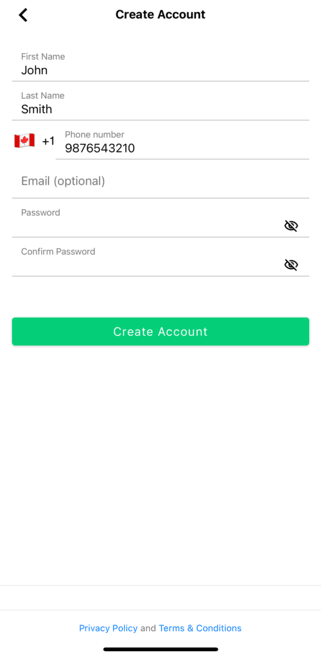 Create Account
First Name
John
Last Name
Smith
Phone number
+1 9876543210
Email (optional)
Password
Confirm Password
Create Account
Privacy Policy and Terms & Conditions